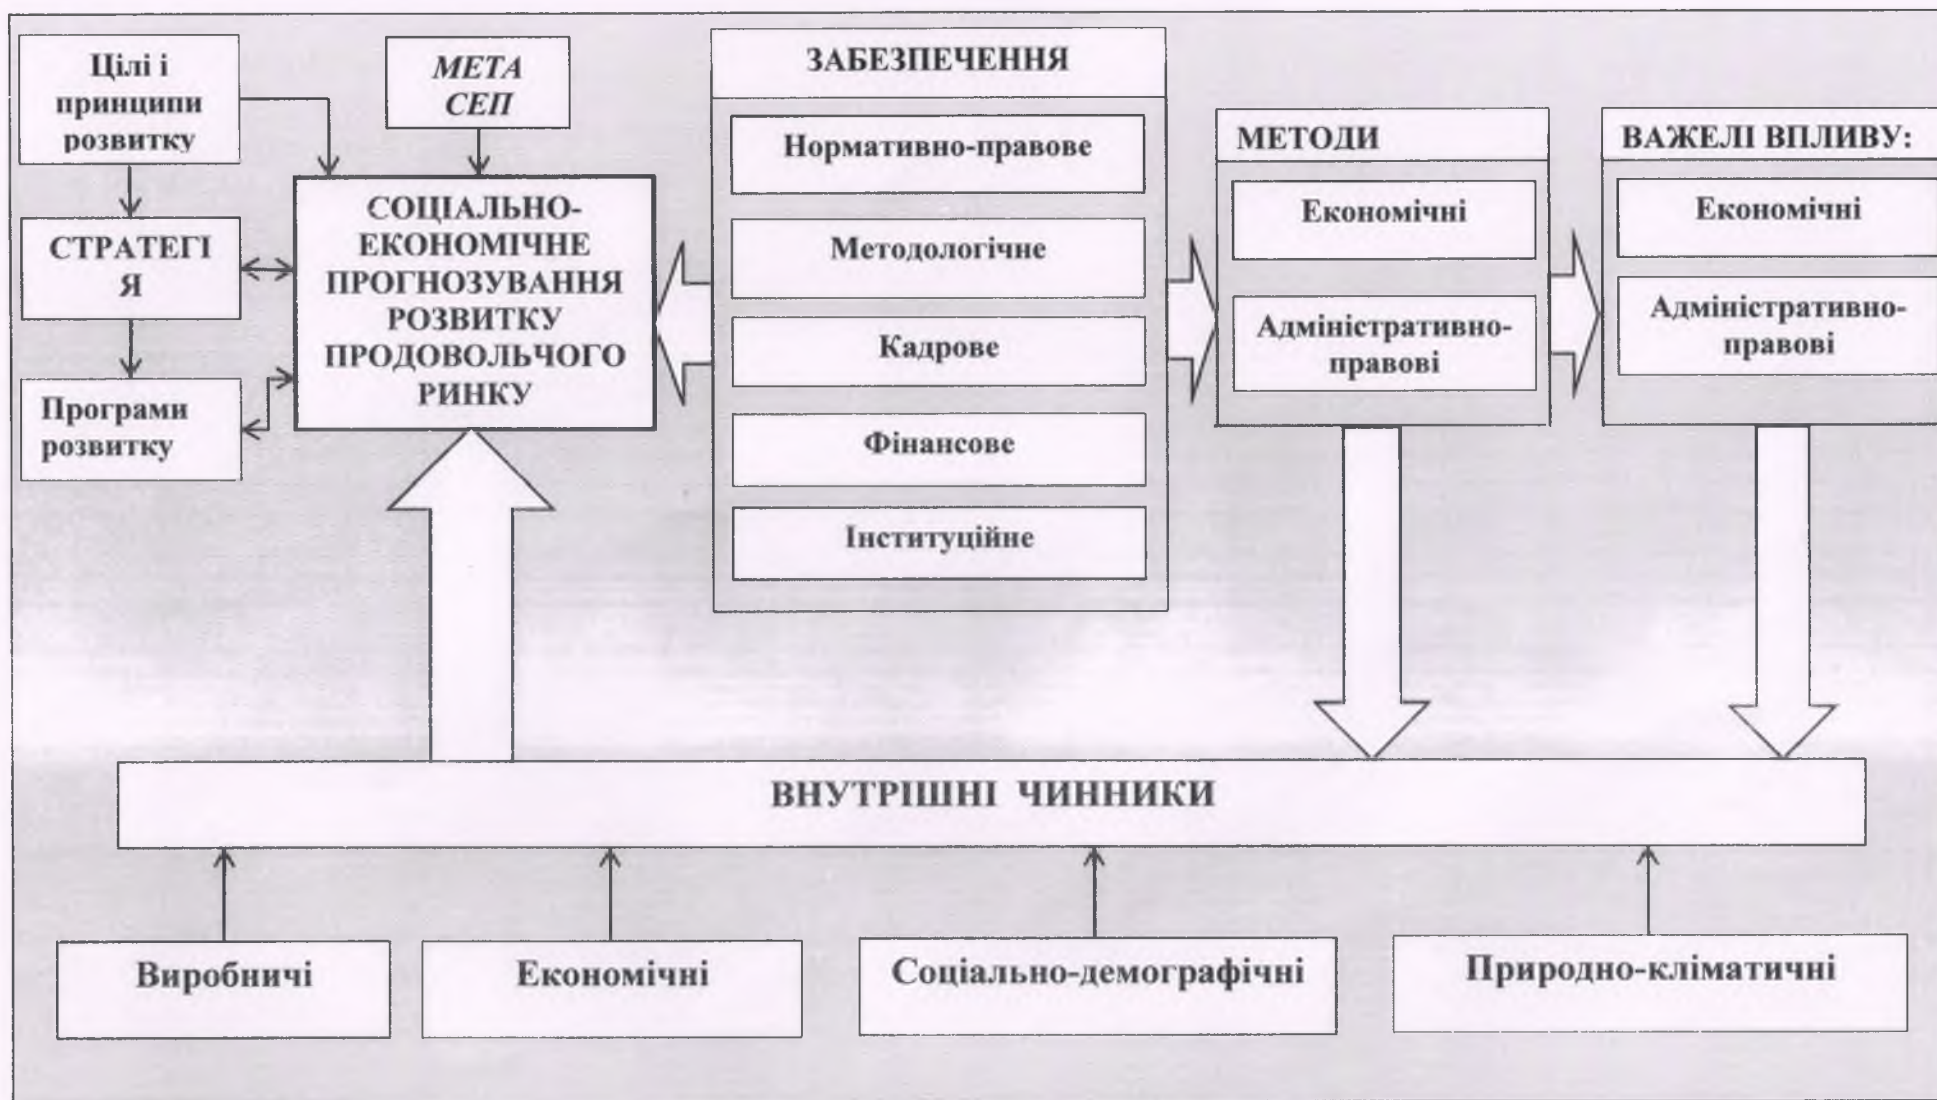 Цілі і
принципи
розвитку
МЕТА
СЕП
СТРАТЕГІ
Я
Програми
розвитку
СОЦІАЛЬНО-
ЕКОНОМІЧНЕ
ПРОГНОЗУВАННЯ
РОЗВИТКУ
ПРОДОВОЛЬЧОГО
РИНКУ
ЗАБЕЗПЕЧЕННЯ
Нормативно-правове
Методологічне
Кадрове
Фінансове
Інституційне
МЕТОДИ
Економічні
Адміністративно-
правові
ВАЖЕЛІ ВПЛИВУ:
Економічні
Адміністративно-
правові
ВНУТРІШНІ ЧИННИКИ
Виробничі
Економічні
Соціально-демографічні
Природно-кліматичні